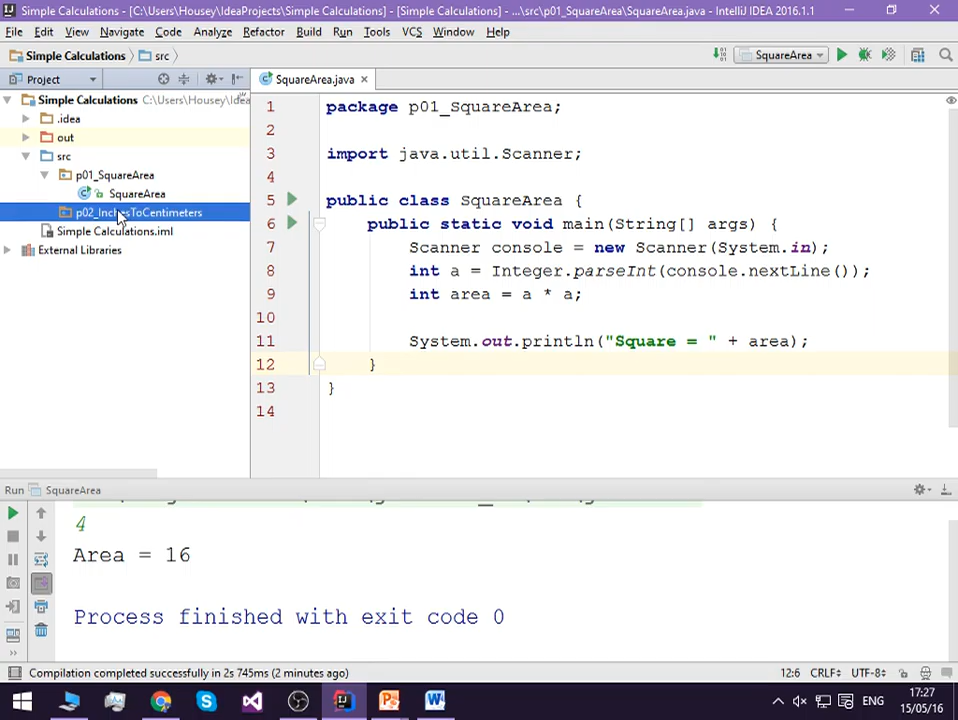 Simple Calculations - [C:\Users\Housey\IdeaProjects\Simple Calculations] - [Simple Calculations] - ...\src\p01_SquareArea\SquareArea.java - IntelliJ IDEA 2016.1.1
File Edit View Navigate Code Analyze Refactor Build Run Tools VCS Window Help
Simple Calculations src SquareArea
Project SquareArea.java
Simple Calculations C:\Users\Housey\Idea
.idea
out
src
p01_SquareArea
SquareArea
p02_InchesToCentimeters
Simple Calculations.iml
External Libraries
1 package p01_SquareArea;
2
3 import java.util.Scanner;
4
5 public class SquareArea {
6 public static void main(String[] args) {
7 Scanner console = new Scanner(System.in);
8 int a = Integer.parseInt(console.nextLine());
9 int area = a * a;
10
11 System.out.println("Square = " + area);
12 }
13 }
14
Run SquareArea
4
Area = 16
Process finished with exit code 0
Compilation completed successfully in 2s 745ms (2 minutes ago) 12:6 CRLF÷ UTF-8÷
ENG 17:27
15/05/16